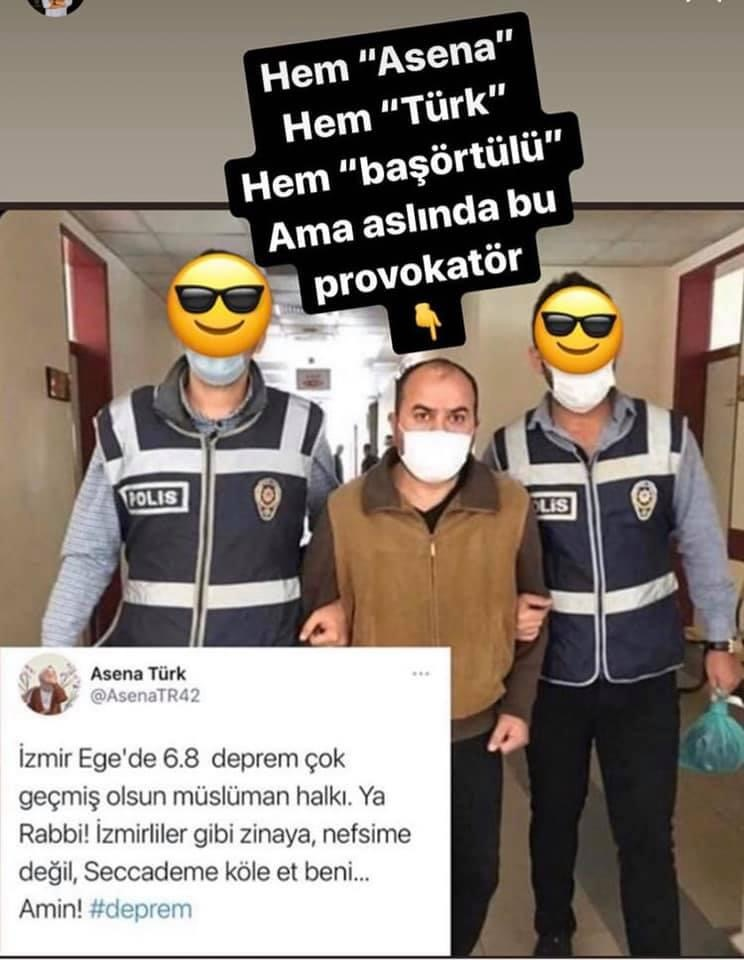 Hem “Asena”
Hem “Türk”
Hem “başörtülü”
Ama aslında bu
provokatör
POLIS
OLIS
Asena Türk
@AsenaTR42
İzmir Ege'de 6.8 deprem çok
geçmiş olsun müslüman halkı. Ya
Rabbi! İzmirliler gibi zinaya, nefsime
değil, Seccademe köle et beni...
Amin! #deprem